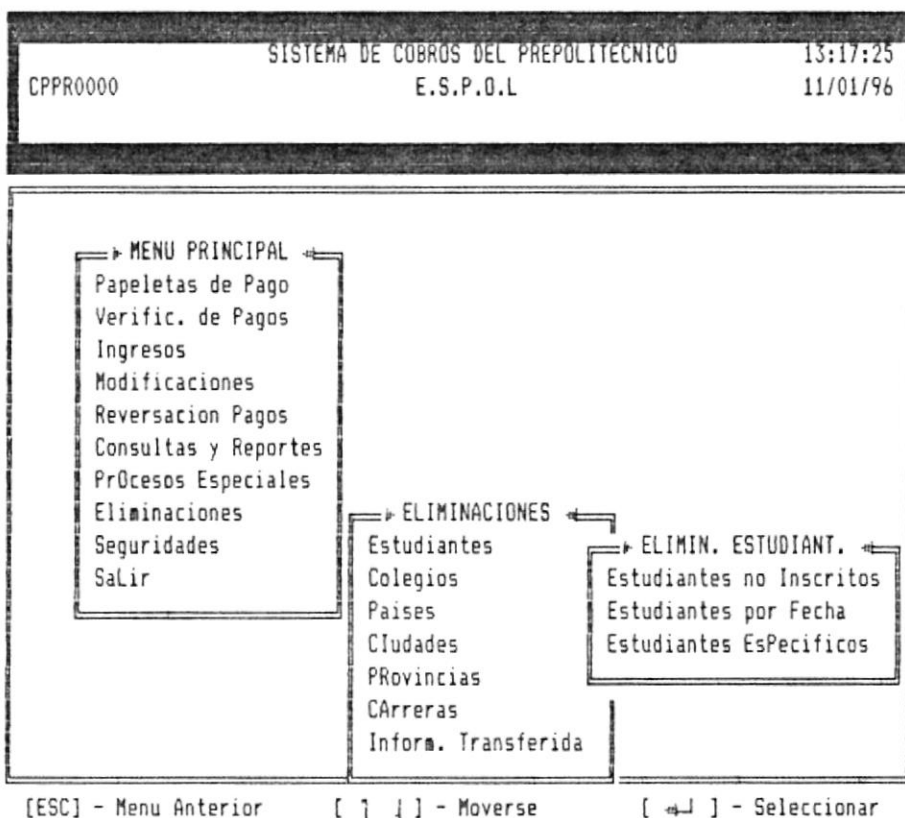 SISTEMA DE COBROS DEL PREPOLITECNICO 13:17:25
CPPR0000 E.S.P.O.L 11/01/96
MENU PRINCIPAL
Papeletas de Pago
Verific. de Pagos
Ingresos
Modificaciones
Reversacion Pagos
Consultas y Reportes
PrOcesos Especiales
Eliminaciones
Seguridades
SaLir
ELIMINACIONES
Estudiantes
Colegios
Paises
CIudades
PRovincias
CArreras
Inform. Transferida
ELIMIN. ESTUDIANT.
Estudiantes no Inscritos
Estudiantes por Fecha
Estudiantes EsPecificos
[ESC] - Menu Anterior [ ↑ ↓ ] - Moverse [ ↵ ] - Seleccionar